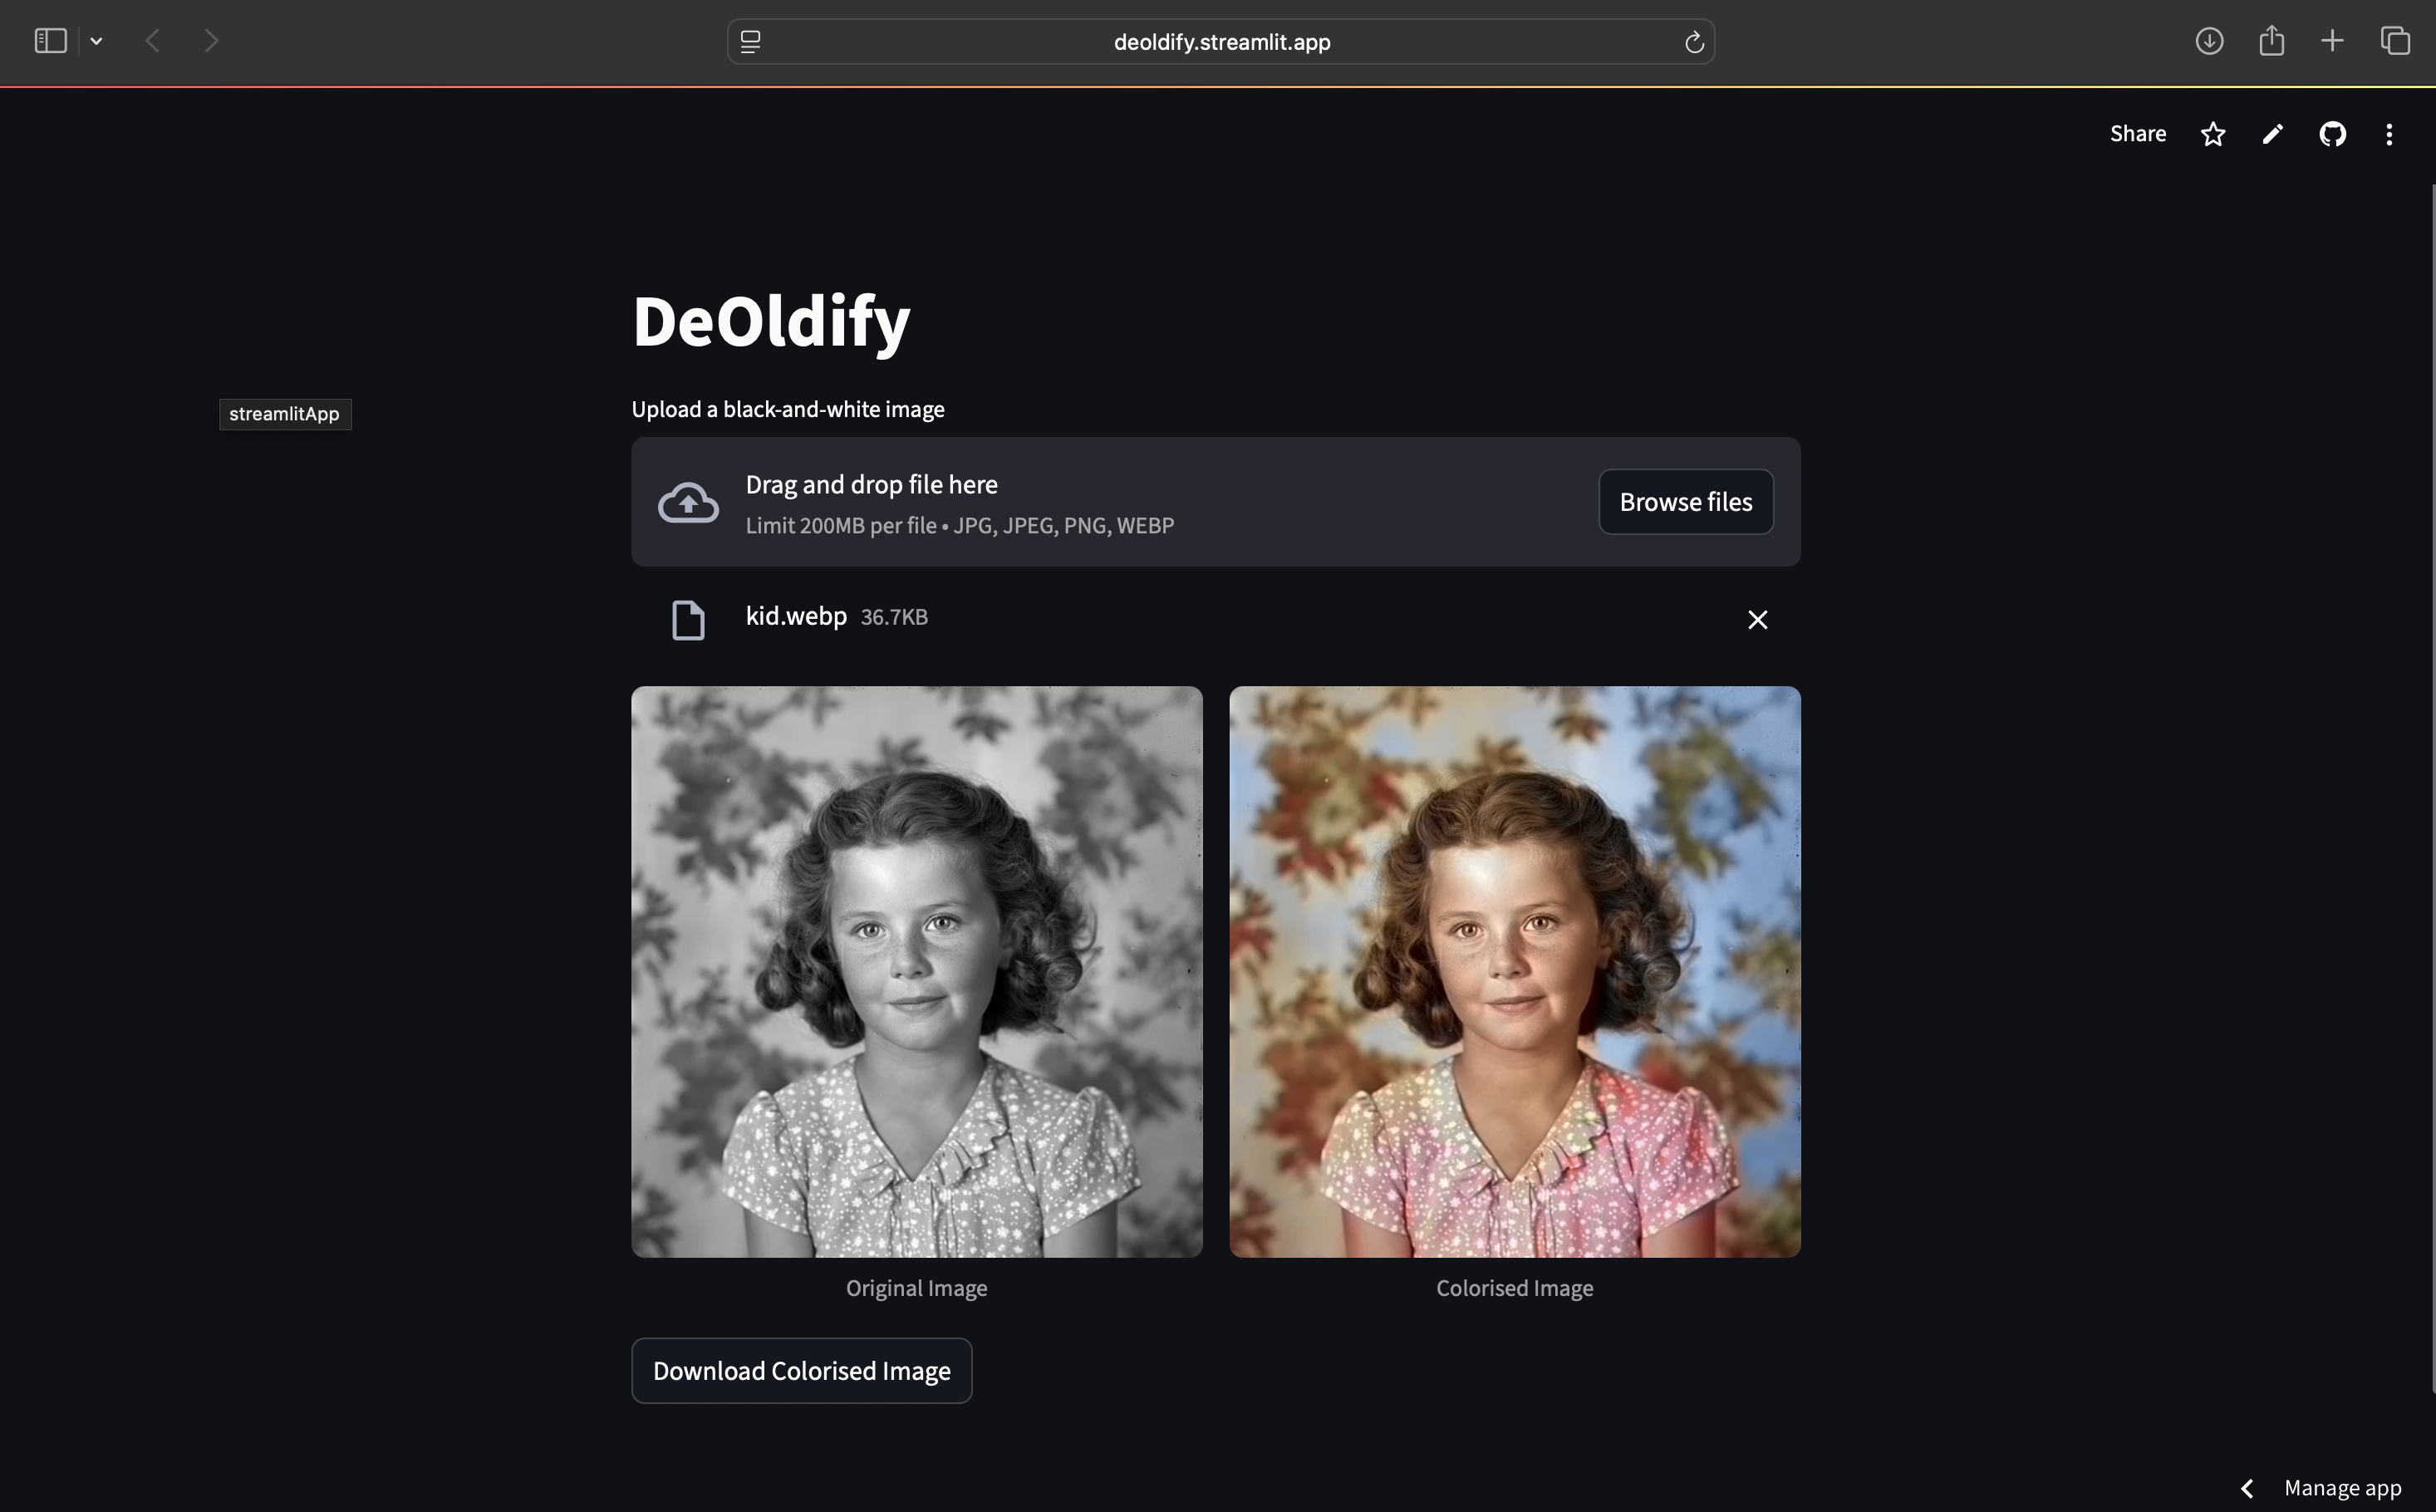 deoldify.streamlit.app
Share
DeOldify
streamlitApp
Upload a black-and-white image
Drag and drop file here
Limit 200MB per file • JPG, JPEG, PNG, WEBP
Browse files
kid.webp 36.7KB
Original Image
Colorised Image
Download Colorised Image
Manage app